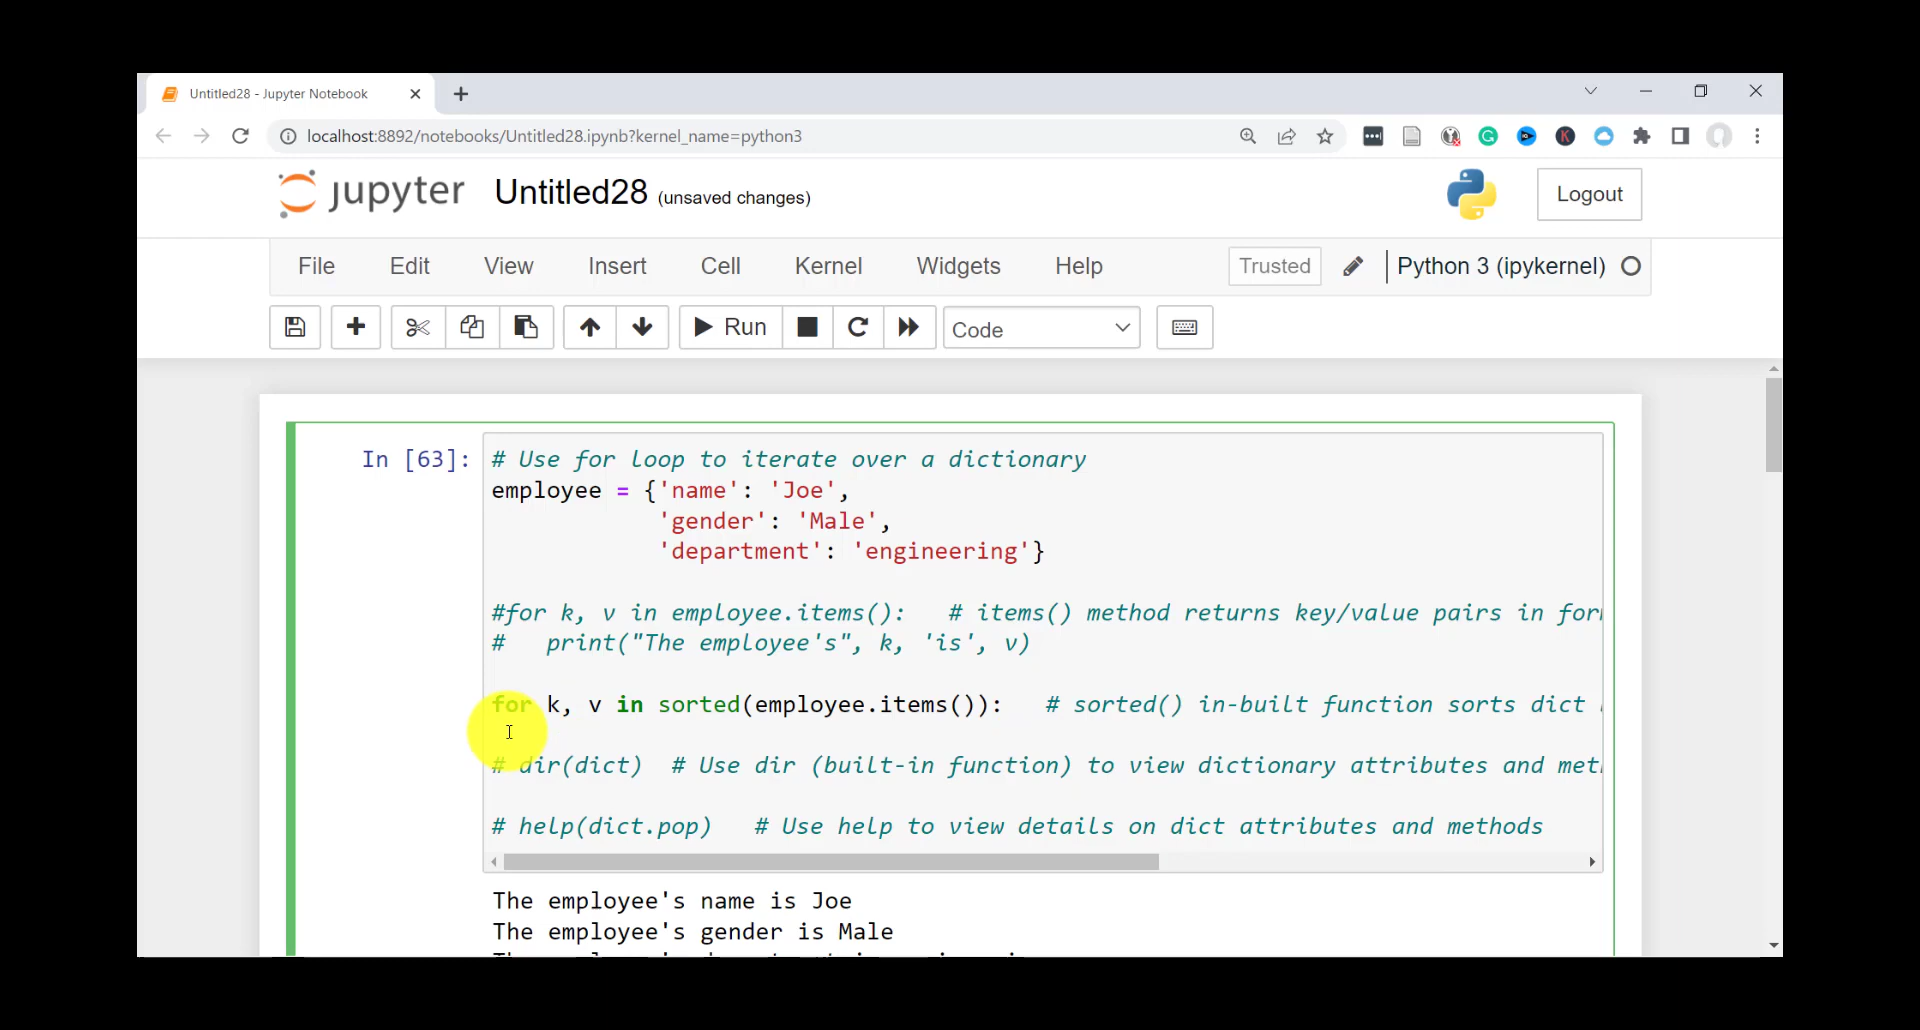 Untitled28 - Jupyter Notebook
localhost:8892/notebooks/Untitled28.ipynb?kernel_name=python3
jupyter Untitled28 (unsaved changes)
Logout
File Edit View Insert Cell Kernel Widgets Help Trusted Python 3 (ipykernel)
Run Code
In [63]: # Use for loop to iterate over a dictionary
employee = {'name': 'Joe',
'gender': 'Male',
'department': 'engineering'}
#for k, v in employee.items(): # items() method returns key/value pairs in
# print("The employee's", k, 'is', v)
for k, v in sorted(employee.items()): # sorted() in-built function sorts dict
# dir(dict) # Use dir (built-in function) to view dictionary attributes and
# help(dict.pop) # Use help to view details on dict attributes and methods
The employee's name is Joe
The employee's gender is Male